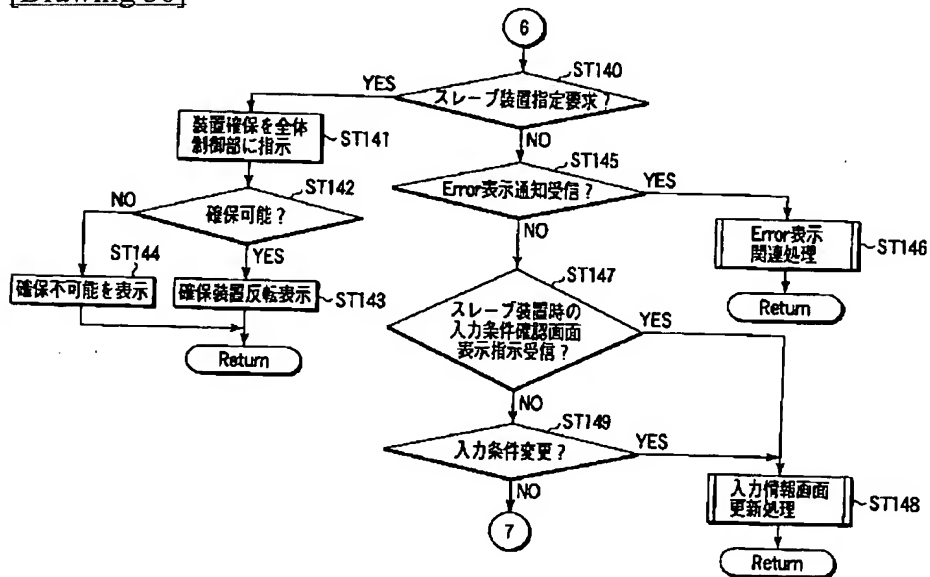 6
ST140
スレーブ装置指定要求?
YES
NO
装置確保を全体
制御部に指示
ST141
ST142
確保可能?
NO
YES
ST144
確保不可能を表示
確保装置反転表示
ST143
Return
ST145
Error表示通知受信?
YES
NO
Error表示
関連処理
ST146
Return
ST147
スレーブ装置時の
入力条件確認画面
表示指示受信?
YES
NO
ST149
入力条件変更?
YES
NO
7
入力情報画面
更新処理
ST148
Return